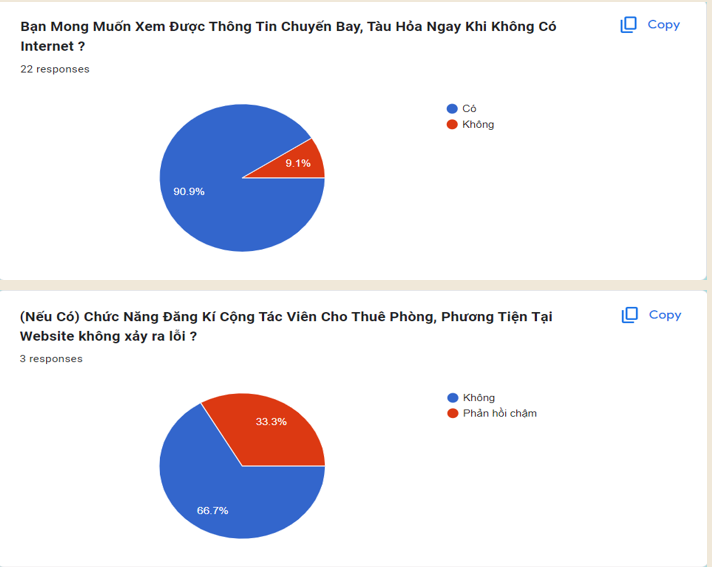 Bạn Mong Muốn Xem Được Thông Tin Chuyến Bay, Tàu Hỏa Ngay Khi Không Có
Internet ?
Copy
22 responses
Có
Không
9.1%
90.9%
(Nếu Có) Chức Năng Đăng Kí Cộng Tác Viên Cho Thuê Phòng, Phương Tiện Tại
Website không xảy ra lỗi ?
Copy
3 responses
Không
Phản hồi chậm
33.3%
66.7%